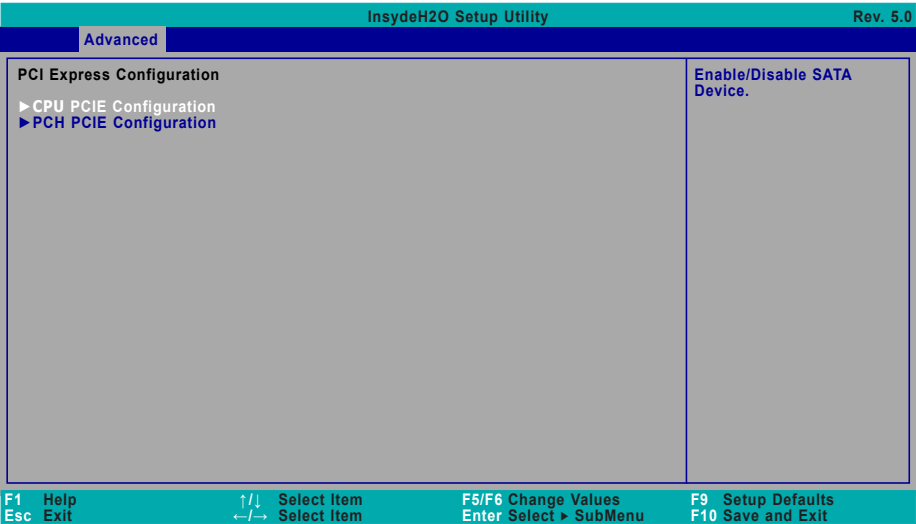 InsydeH2O Setup Utility Rev. 5.0
Advanced
PCI Express Configuration
►CPU PCIE Configuration
►PCH PCIE Configuration
Enable/Disable SATA
Device.
F1 Help ↑/↓ Select Item F5/F6 Change Values F9 Setup Defaults
Esc Exit ←/→ Select Item Enter Select ► SubMenu F10 Save and Exit